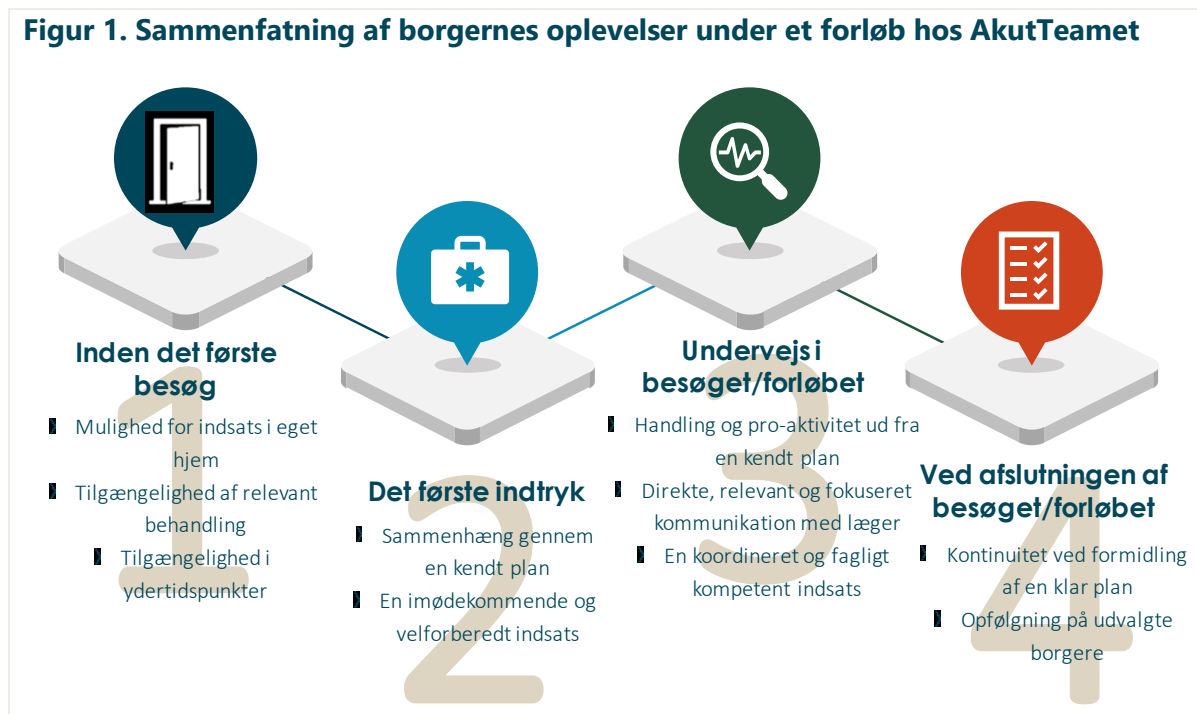 Figur 1. Sammenfatning af borgernes oplevelser under et forløb hos AkutTeamet
Inden det første
besøg
Mulighed for indsats i eget
hjem
Tilgængelighed af relevant
behandling
Tilgængelighed i
ydertidspunkter
1
Det første indtryk
Sammenhæng gennem
en kendt plan
En imødekommende og
velforberedt indsats
2
Undervejs i
besøget/forløbet
Handling og pro-aktivitet ud fra
en kendt plan
Direkte, relevant og fokuseret
kommunikation med læger
En koordineret og fagligt
kompetent indsats
3
Ved afslutningen af
besøget/forløbet
Kontinuitet ved formidling
af en klar plan
Opfølgning på udvalgte
borgere
4